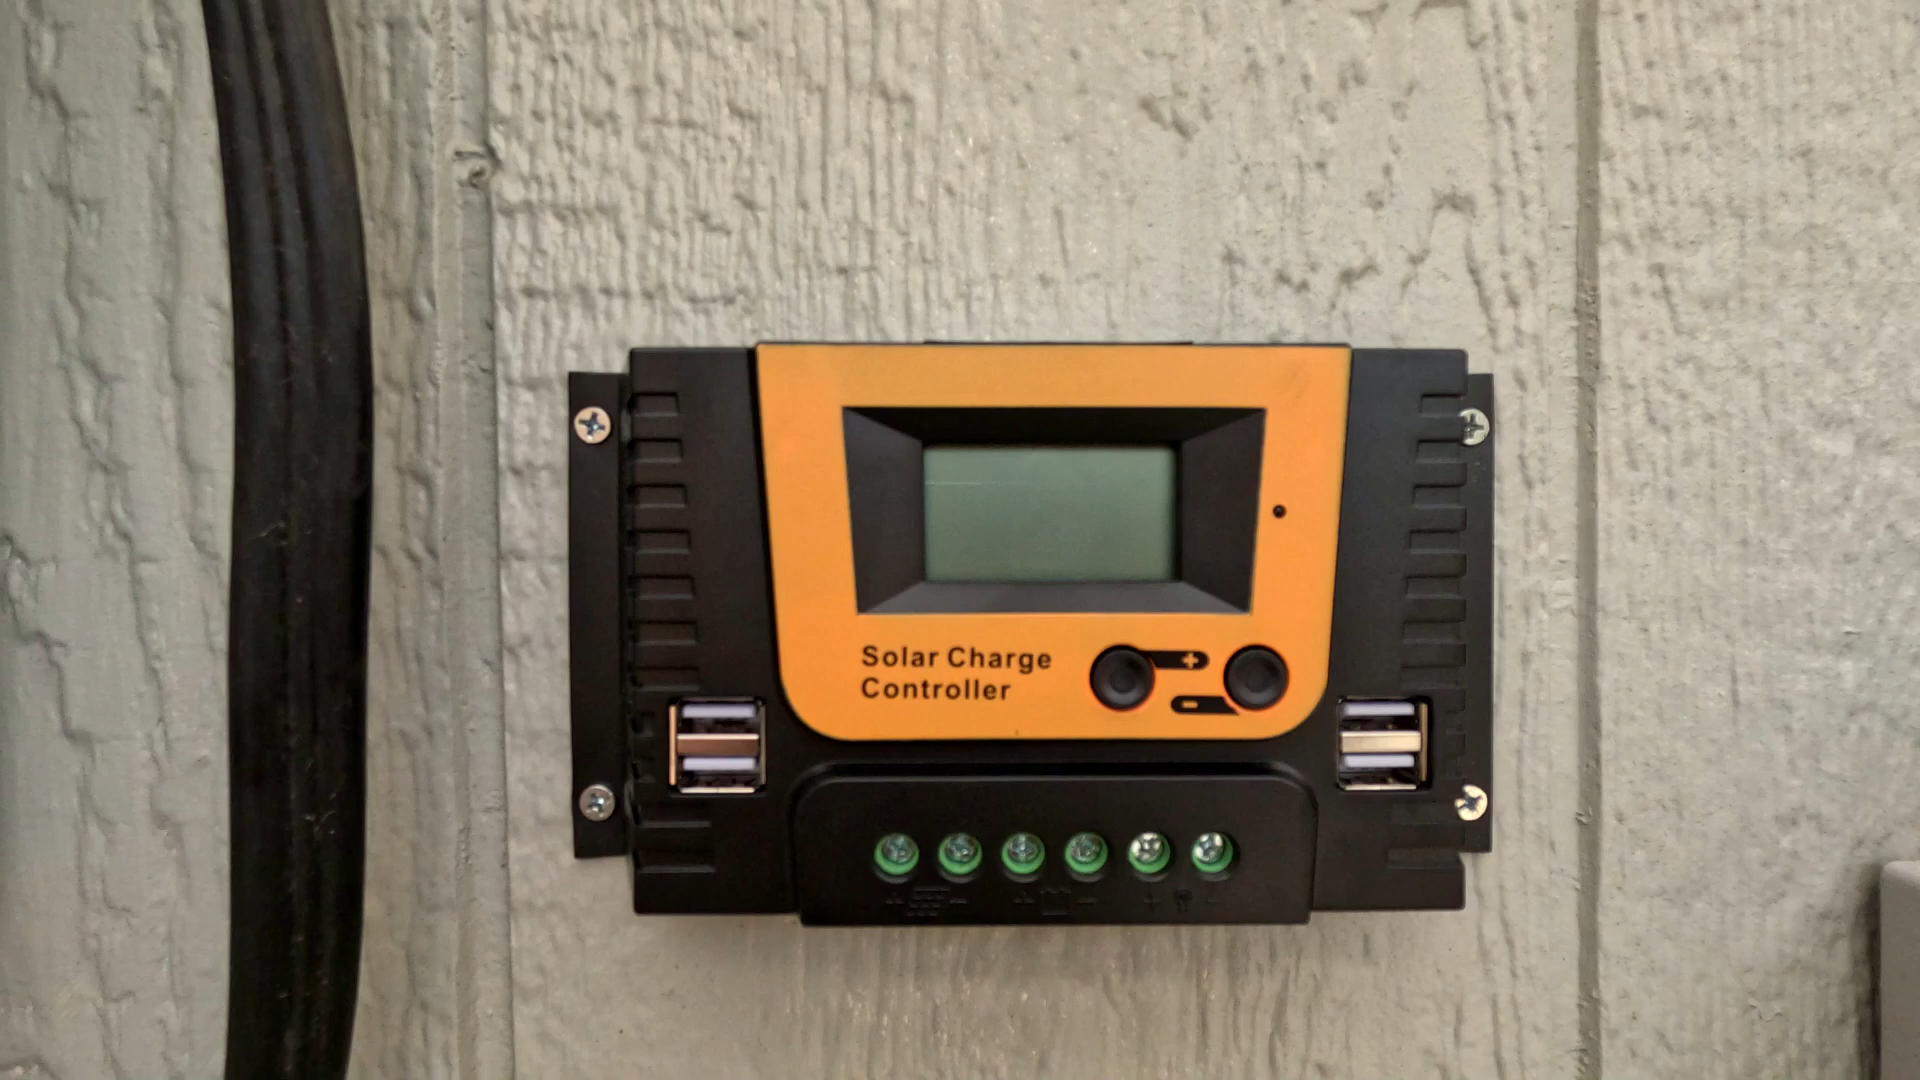 Solar Charge
Controller
+
-
+ -
+ -
+ -